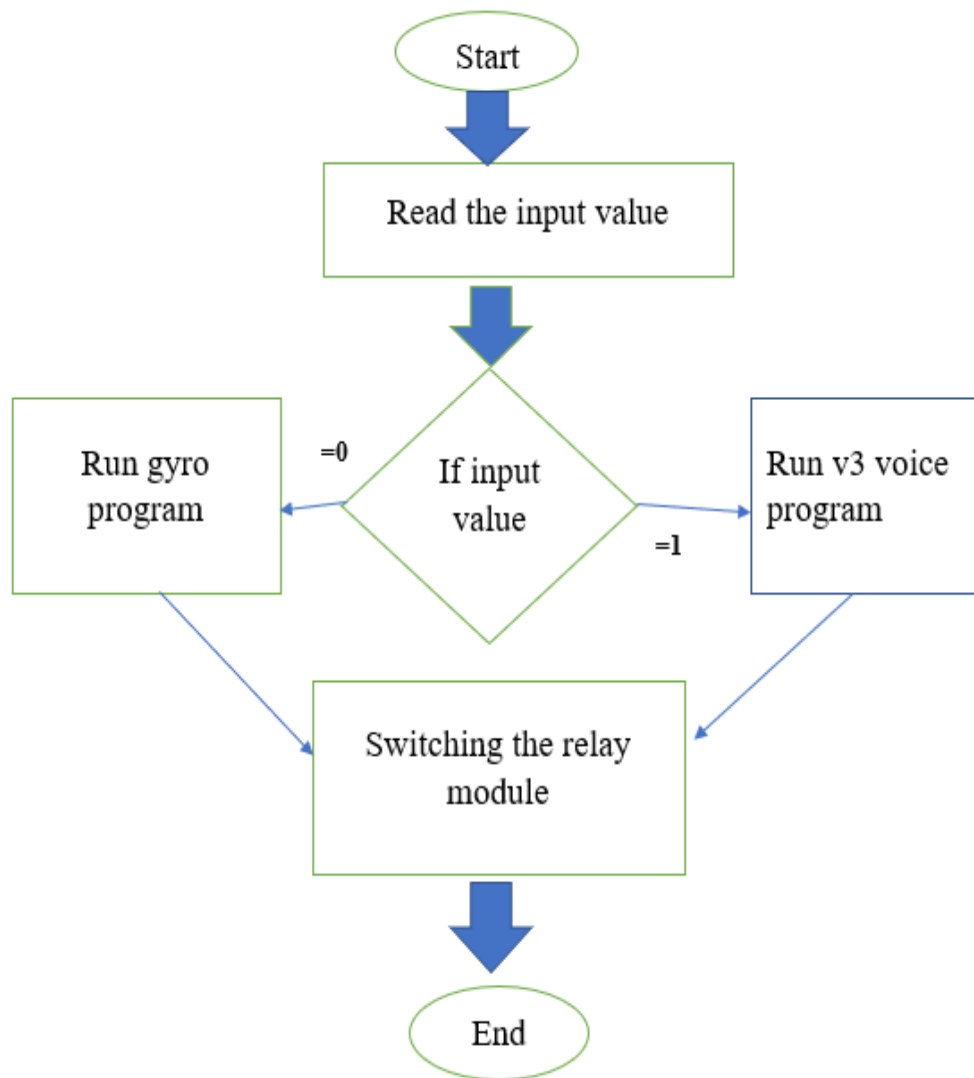 Start
Read the input value
=0
Run gyro
program
If input
value
Run v3 voice
program
=1
Switching the relay
module
End